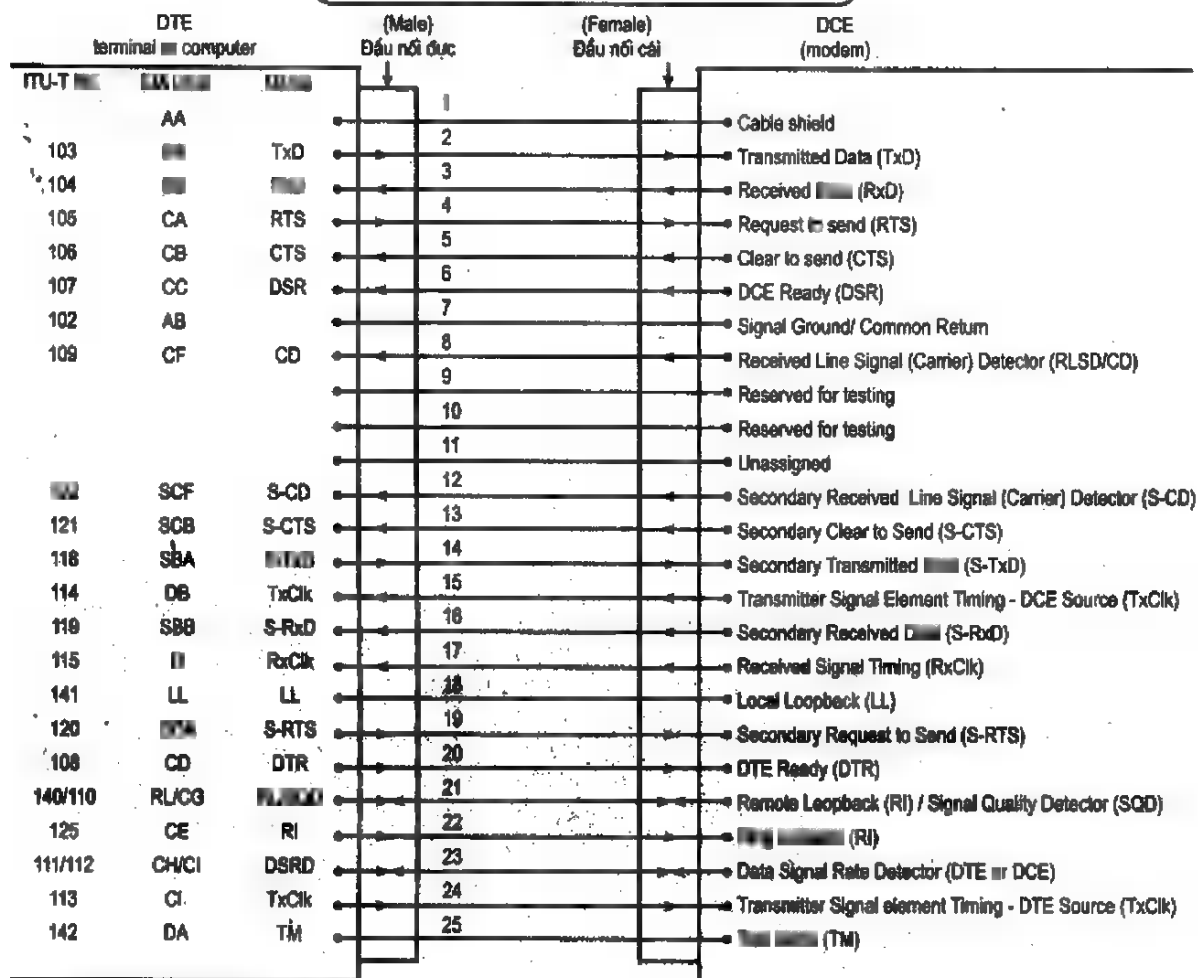 DTE (Male) (Female) DCE
terminal computer Đầu nối đực Đầu nối cái (modem)
ITU-T
AA 1 Cable shield
103 TxD 2 Transmitted Data (TxD)
104 3 Received (RxD)
105 CA RTS 4 Request send (RTS)
106 CB CTS 5 Clear to send (CTS)
107 CC DSR 6 DCE Ready (DSR)
102 AB 7 Signal Ground/ Common Return
109 CF CD 8 Received Line Signal (Carrier) Detector (RLSD/CD)
9 Reserved for testing
10 Reserved for testing
11 Unassigned
SCF S-CD 12 Secondary Received Line Signal (Carrier) Detector (S-CD)
121 SCB S-CTS 13 Secondary Clear to Send (S-CTS)
118 SBA 14 Secondary Transmitted (S-TxD)
114 DB TxClk 15 Transmitter Signal Element Timing - DCE Source (TxClk)
119 SBB S-RxD 16 Secondary Received (S-RxD)
115 RxClk 17 Received Signal Timing (RxClk)
141 LL LL 18 Local Loopback (LL)
120 S-RTS 19 Secondary Request to Send (S-RTS)
108 CD DTR 20 DTE Ready (DTR)
140/110 RL/CG 21 Remote Loopback (RI) / Signal Quality Detector (SQD)
125 CE RI 22 (RI)
111/112 CH/CI DSRD 23 Data Signal Rate Detector (DTE DCE)
113 CI. TxClk 24 Transmitter Signal element Timing - DTE Source (TxClk)
142 DA TM 25 (TM)